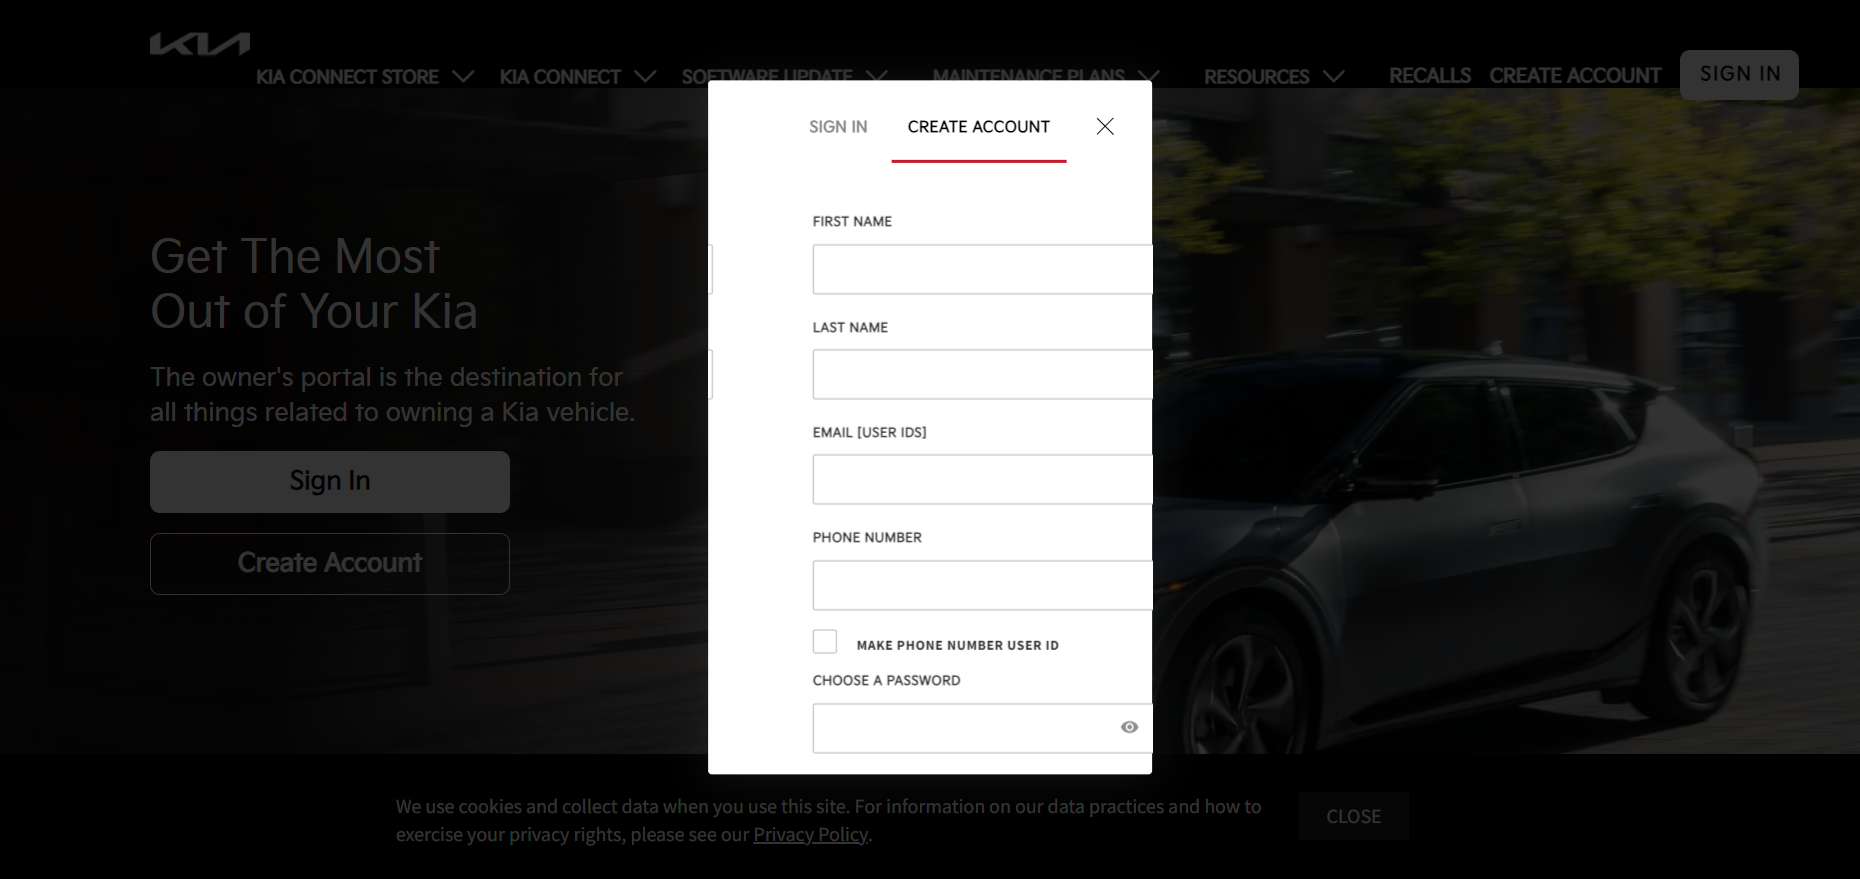 KIA
KIA CONNECT STORE KIA CONNECT SOFTWARE UPDATE MAINTENANCE PLANS RESOURCES RECALLS CREATE ACCOUNT SIGN IN
SIGN IN CREATE ACCOUNT
FIRST NAME
LAST NAME
EMAIL [USER IDS]
PHONE NUMBER
MAKE PHONE NUMBER USER ID
CHOOSE A PASSWORD
Get The Most
Out of Your Kia
The owner's portal is the destination for
all things related to owning a Kia vehicle.
Sign In
Create Account
We use cookies and collect data when you use this site. For information on our data practices and how to
exercise your privacy rights, please see our Privacy Policy.
CLOSE